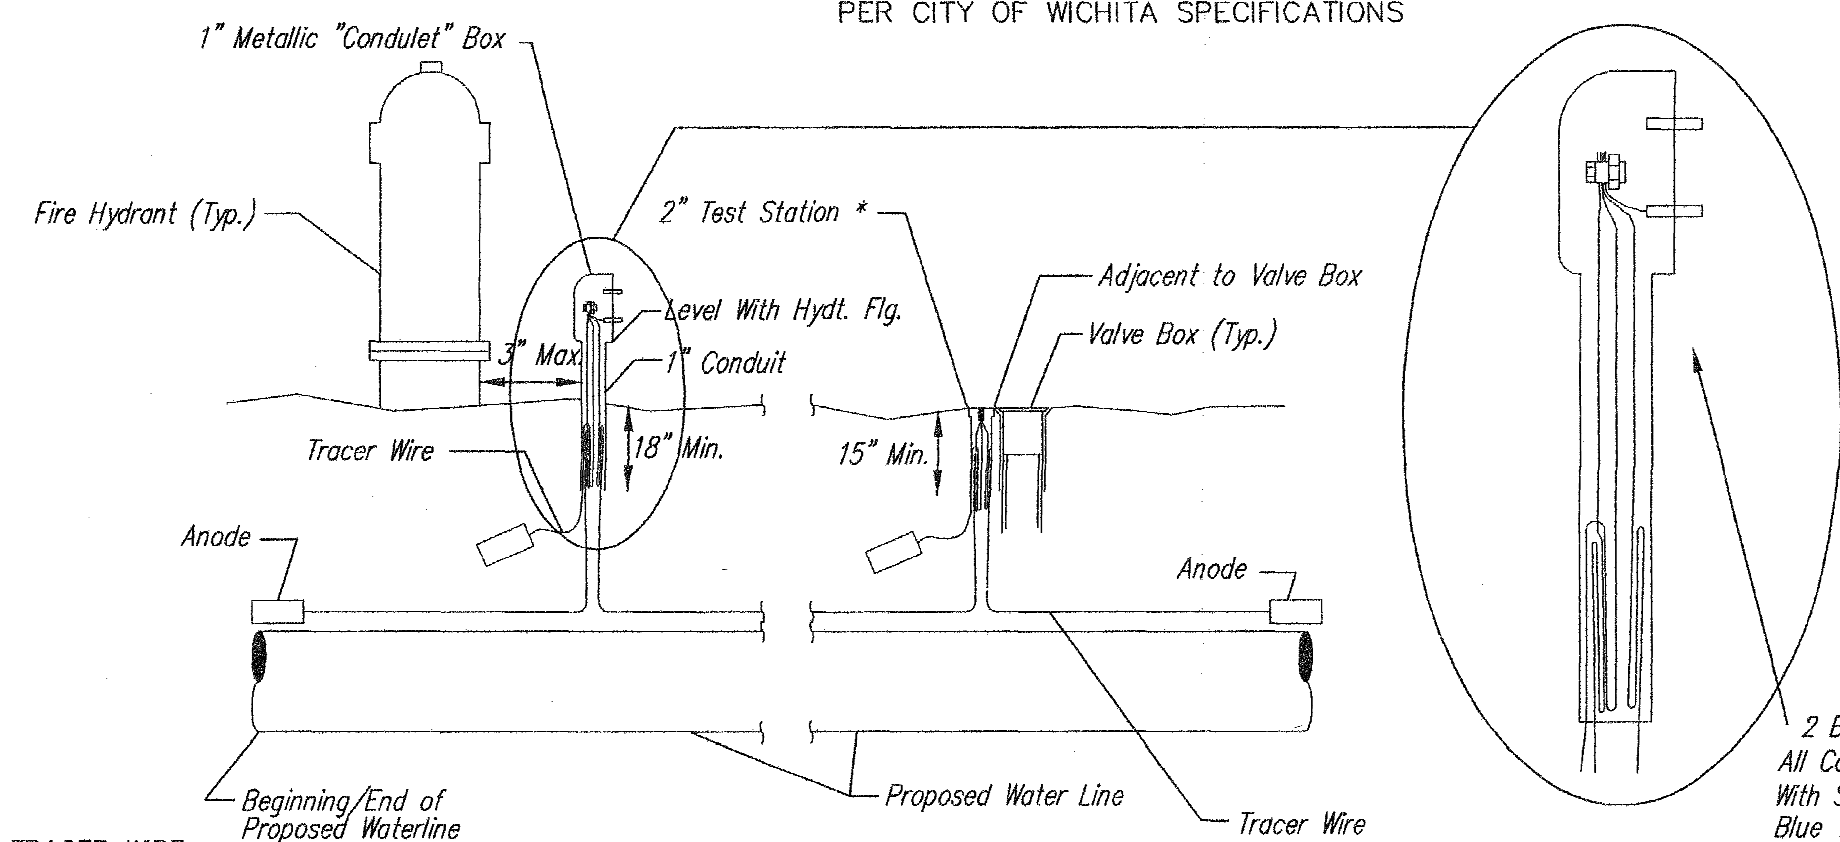 PER CITY OF WICHITA SPECIFICATIONS
1" Metallic "Condulet" Box
Fire Hydrant (Typ.)
2" Test Station *
Adjacent to Valve Box
Level With Hydt. Flg.
Valve Box (Typ.)
3" Max.
1" Conduit
Tracer Wire
18" Min.
15" Min.
Anode
Anode
2
All
With
Blue
Beginning/End of
Proposed Waterline
Proposed Water Line
Tracer Wire